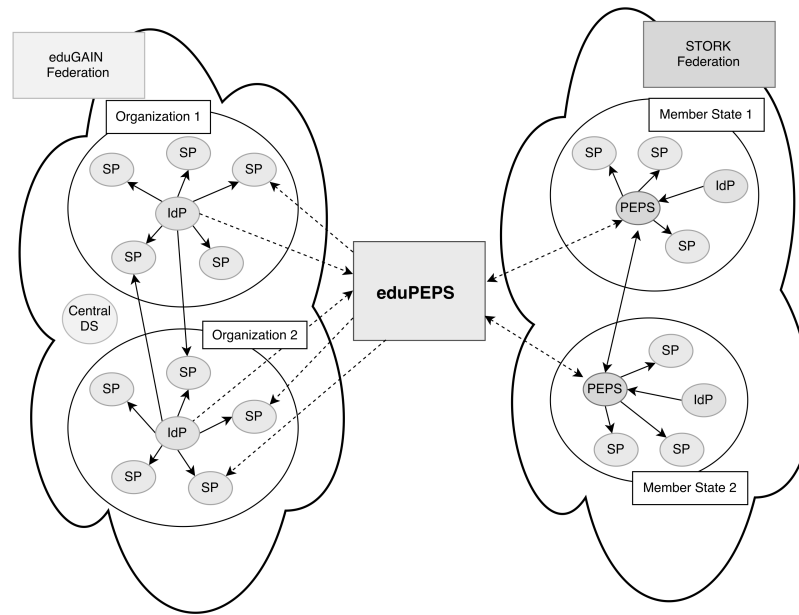 eduGAIN
Federation
Organization 1
SP
SP
SP
IdP
SP
SP
Central
DS
Organization 2
SP
SP
SP
IdP
SP
SP
eduPEPS
STORK
Federation
Member State 1
SP
SP
IdP
PEPS
SP
SP
PEPS
IdP
SP
SP
Member State 2